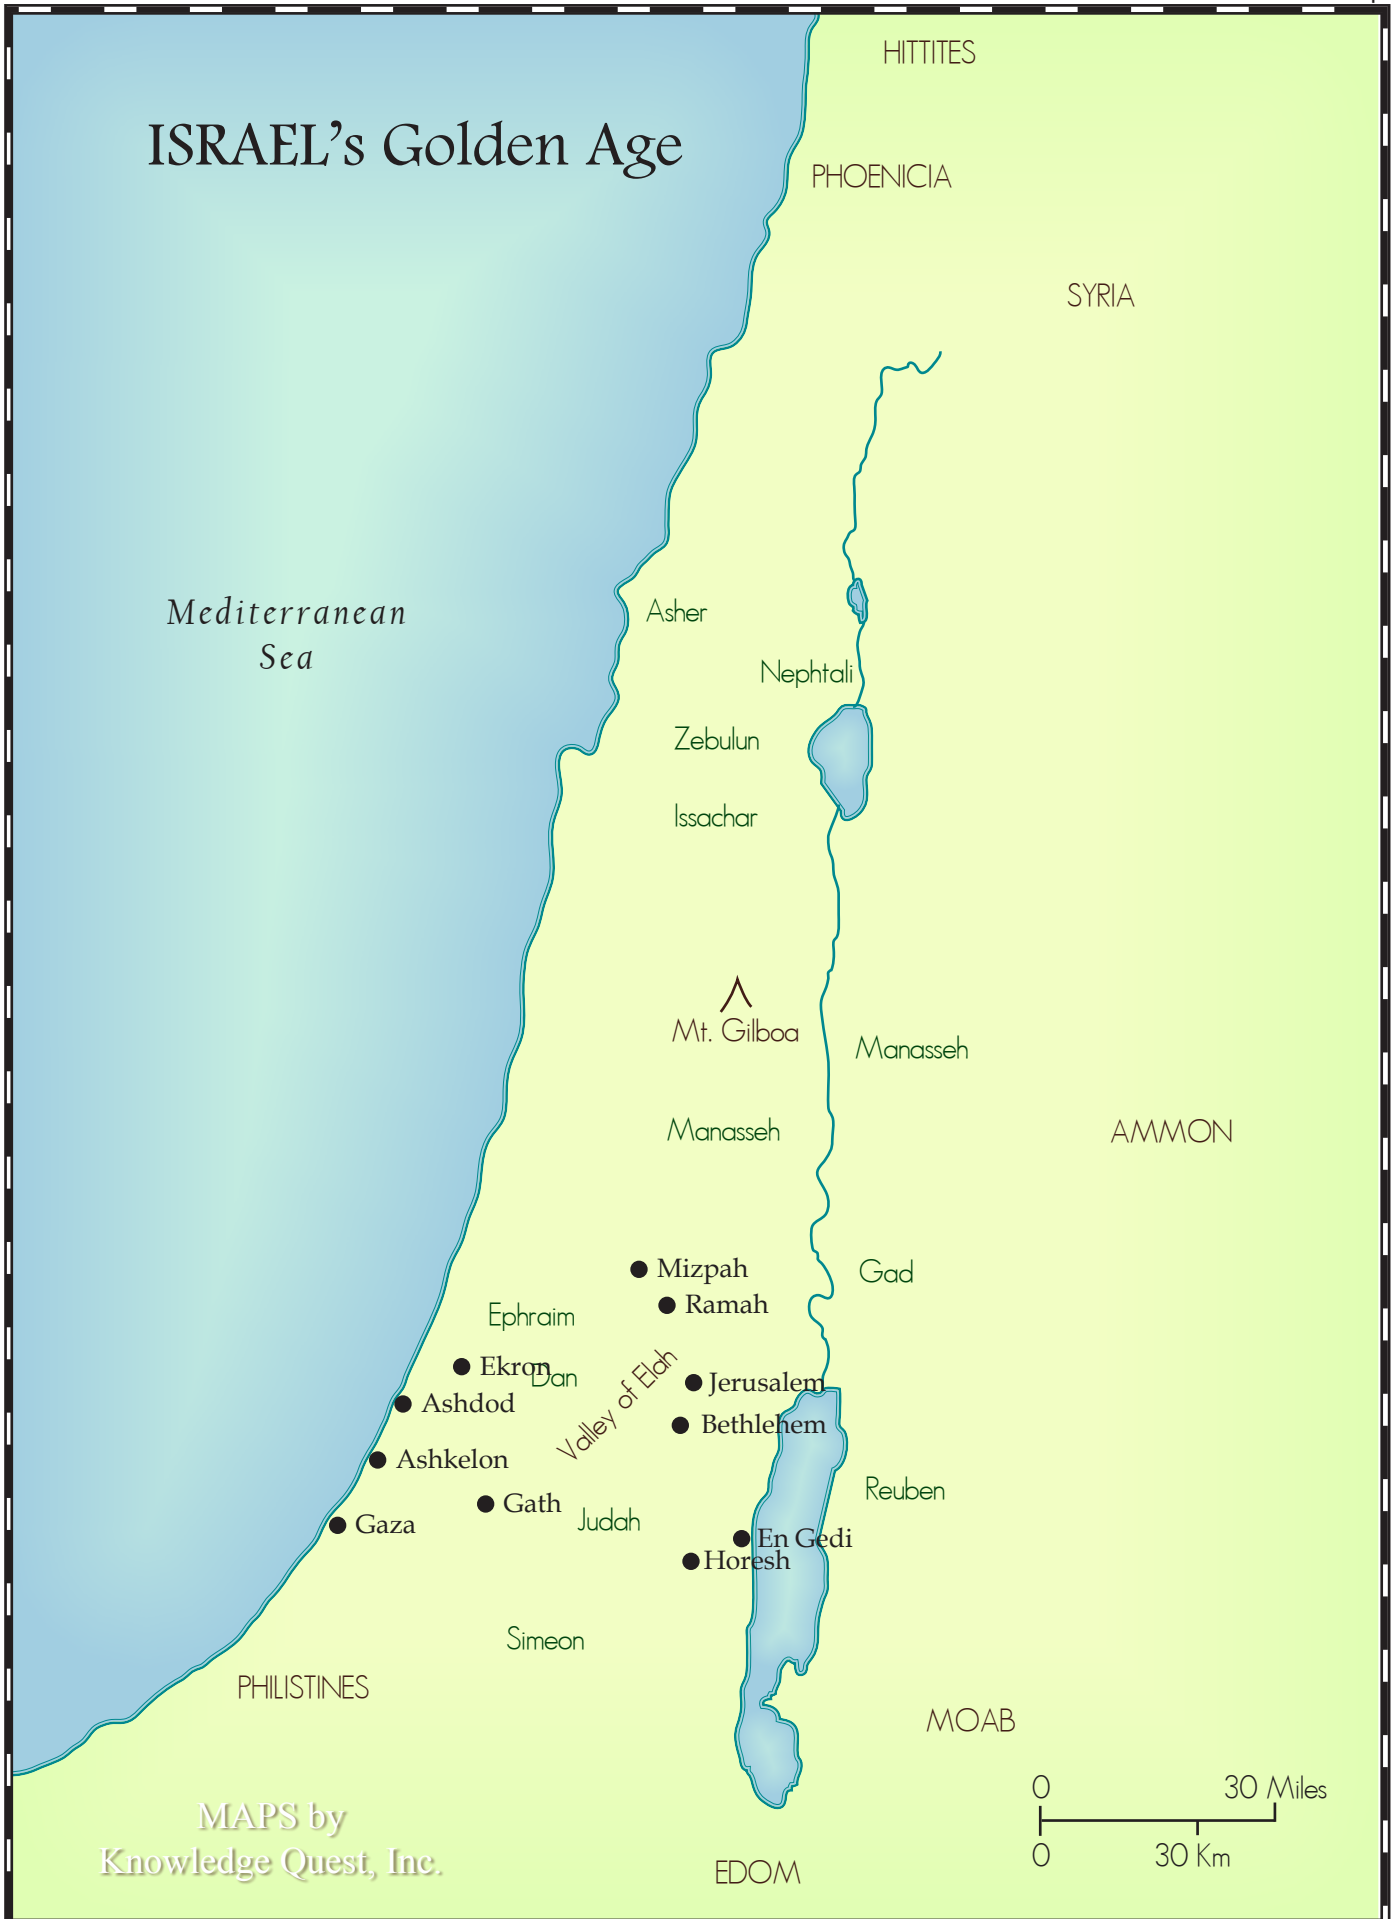 HITTITES
ISRAEL's Golden Age
PHOENICIA
SYRIA
Mediterranean
Sea
Asher
Nephtali
Zebulun
Issachar
Mt. Gilboa
Manasseh
Manasseh
AMMON
Mizpah
Gad
Ramah
Ephraim
Ekron
Dan
Valley of Elah
Jerusalem
Ashdod
Bethlehem
Ashkelon
Reuben
Gath
Judah
Gaza
En Gedi
Horesh
Simeon
PHILISTINES
MOAB
0 30 Miles
0 30 Km
MAPS by
Knowledge Quest, Inc.
EDOM